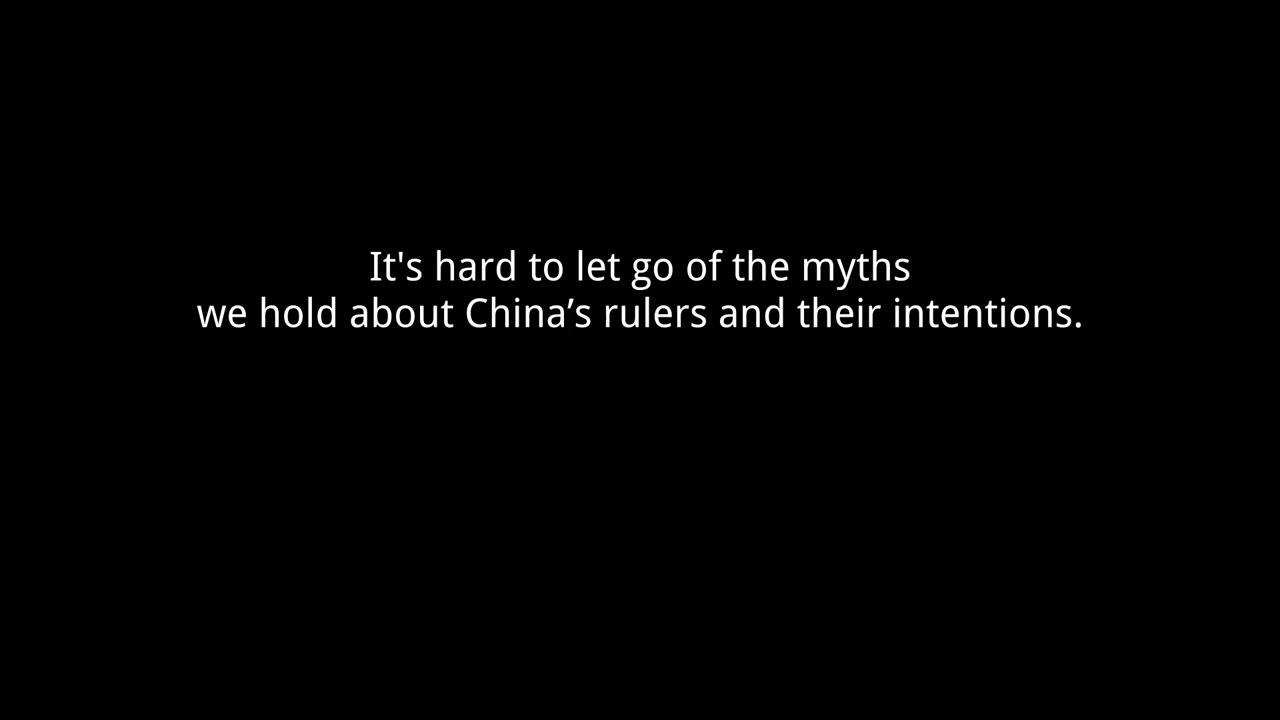 It's hard to let go of the myths
we hold about China’s rulers and their intentions.